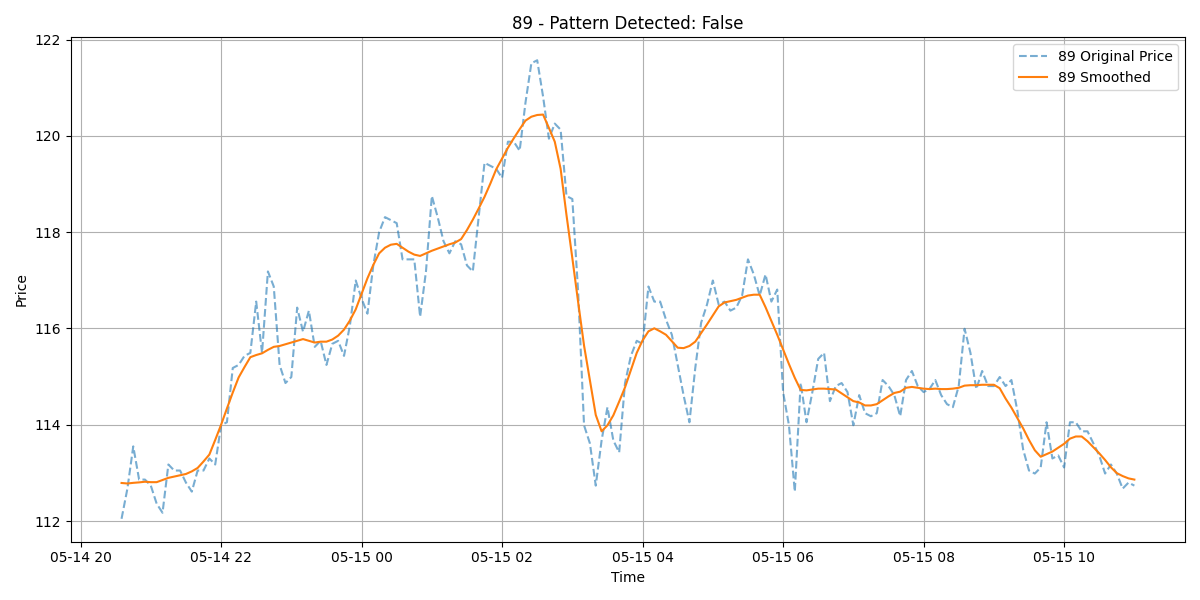 89 - Pattern Detected: False
89 Original Price
89 Smoothed
Price
122
120
118
116
114
112
05-14 20 05-14 22 05-15 00 05-15 02 05-15 04 05-15 06 05-15 08 05-15 10
Time